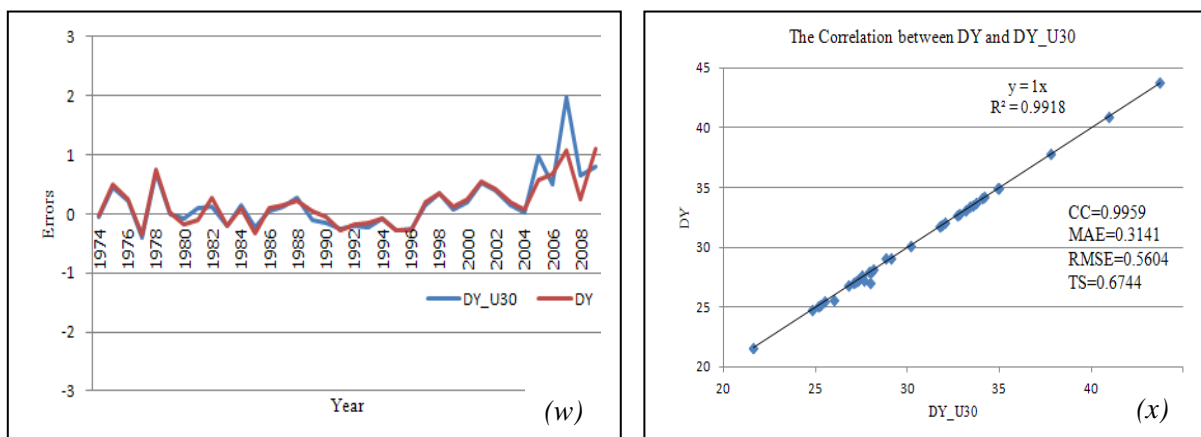 3
2
1
0
-1
-2
-3
Errors
1974
1976
1978
1980
1982
1984
1986
1988
1990
1992
1994
1996
1998
2000
2002
2004
2006
2008
DY_U30
DY
Year
(w)
The Correlation between DY and DY_U30
45
40
35
30
25
20
DY
y = 1x
R² = 0.9918
CC=0.9959
MAE=0.3141
RMSE=0.5604
TS=0.6744
20
25
30
35
40
DY_U30
(x)